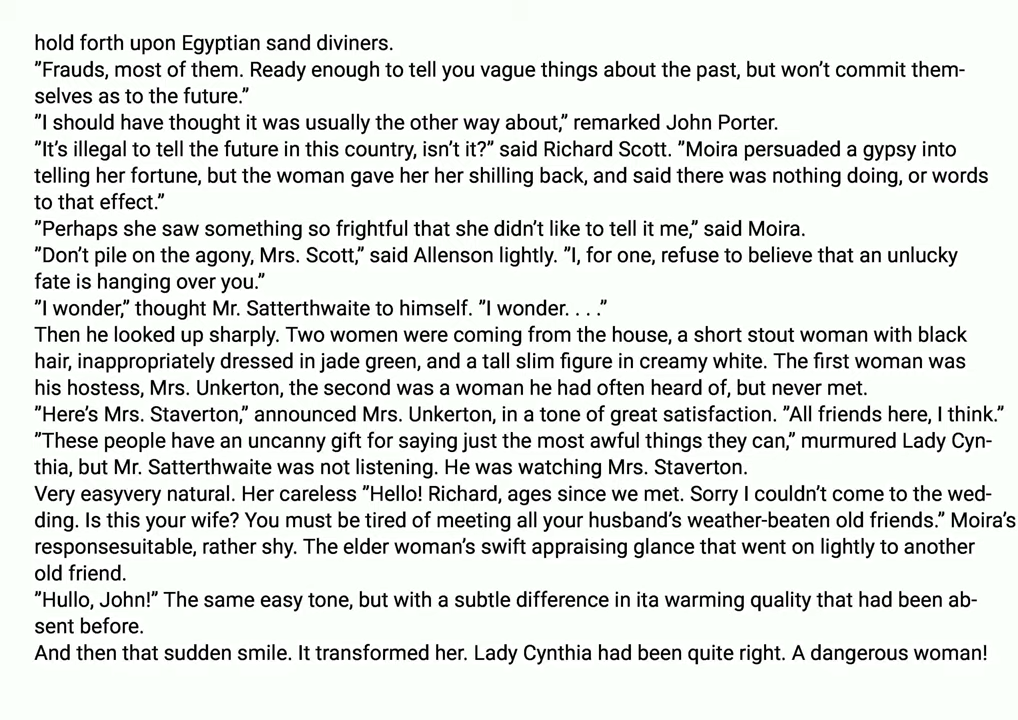 hold forth upon Egyptian sand diviners.
”Frauds, most of them. Ready enough to tell you vague things about the past, but won’t commit them-
selves as to the future.”
”I should have thought it was usually the other way about,” remarked John Porter.
”It’s illegal to tell the future in this country, isn’t it?” said Richard Scott. ”Moira persuaded a gypsy into
telling her fortune, but the woman gave her her shilling back, and said there was nothing doing, or words
to that effect.”
”Perhaps she saw something so frightful that she didn’t like to tell it me,” said Moira.
”Don’t pile on the agony, Mrs. Scott,” said Allenson lightly. ”I, for one, refuse to believe that an unlucky
fate is hanging over you.”
”I wonder,” thought Mr. Satterthwaite to himself. ”I wonder. . . .”
Then he looked up sharply. Two women were coming from the house, a short stout woman with black
hair, inappropriately dressed in jade green, and a tall slim figure in creamy white. The first woman was
his hostess, Mrs. Unkerton, the second was a woman he had often heard of, but never met.
”Here’s Mrs. Staverton,” announced Mrs. Unkerton, in a tone of great satisfaction. ”All friends here, I think.”
”These people have an uncanny gift for saying just the most awful things they can,” murmured Lady Cyn-
thia, but Mr. Satterthwaite was not listening. He was watching Mrs. Staverton.
Very easyvery natural. Her careless ”Hello! Richard, ages since we met. Sorry I couldn’t come to the wed-
ding. Is this your wife? You must be tired of meeting all your husband’s weather-beaten old friends.” Moira’s
responsesuitable, rather shy. The elder woman’s swift appraising glance that went on lightly to another
old friend.
”Hullo, John!” The same easy tone, but with a subtle difference in ita warming quality that had been ab-
sent before.
And then that sudden smile. It transformed her. Lady Cynthia had been quite right. A dangerous woman!